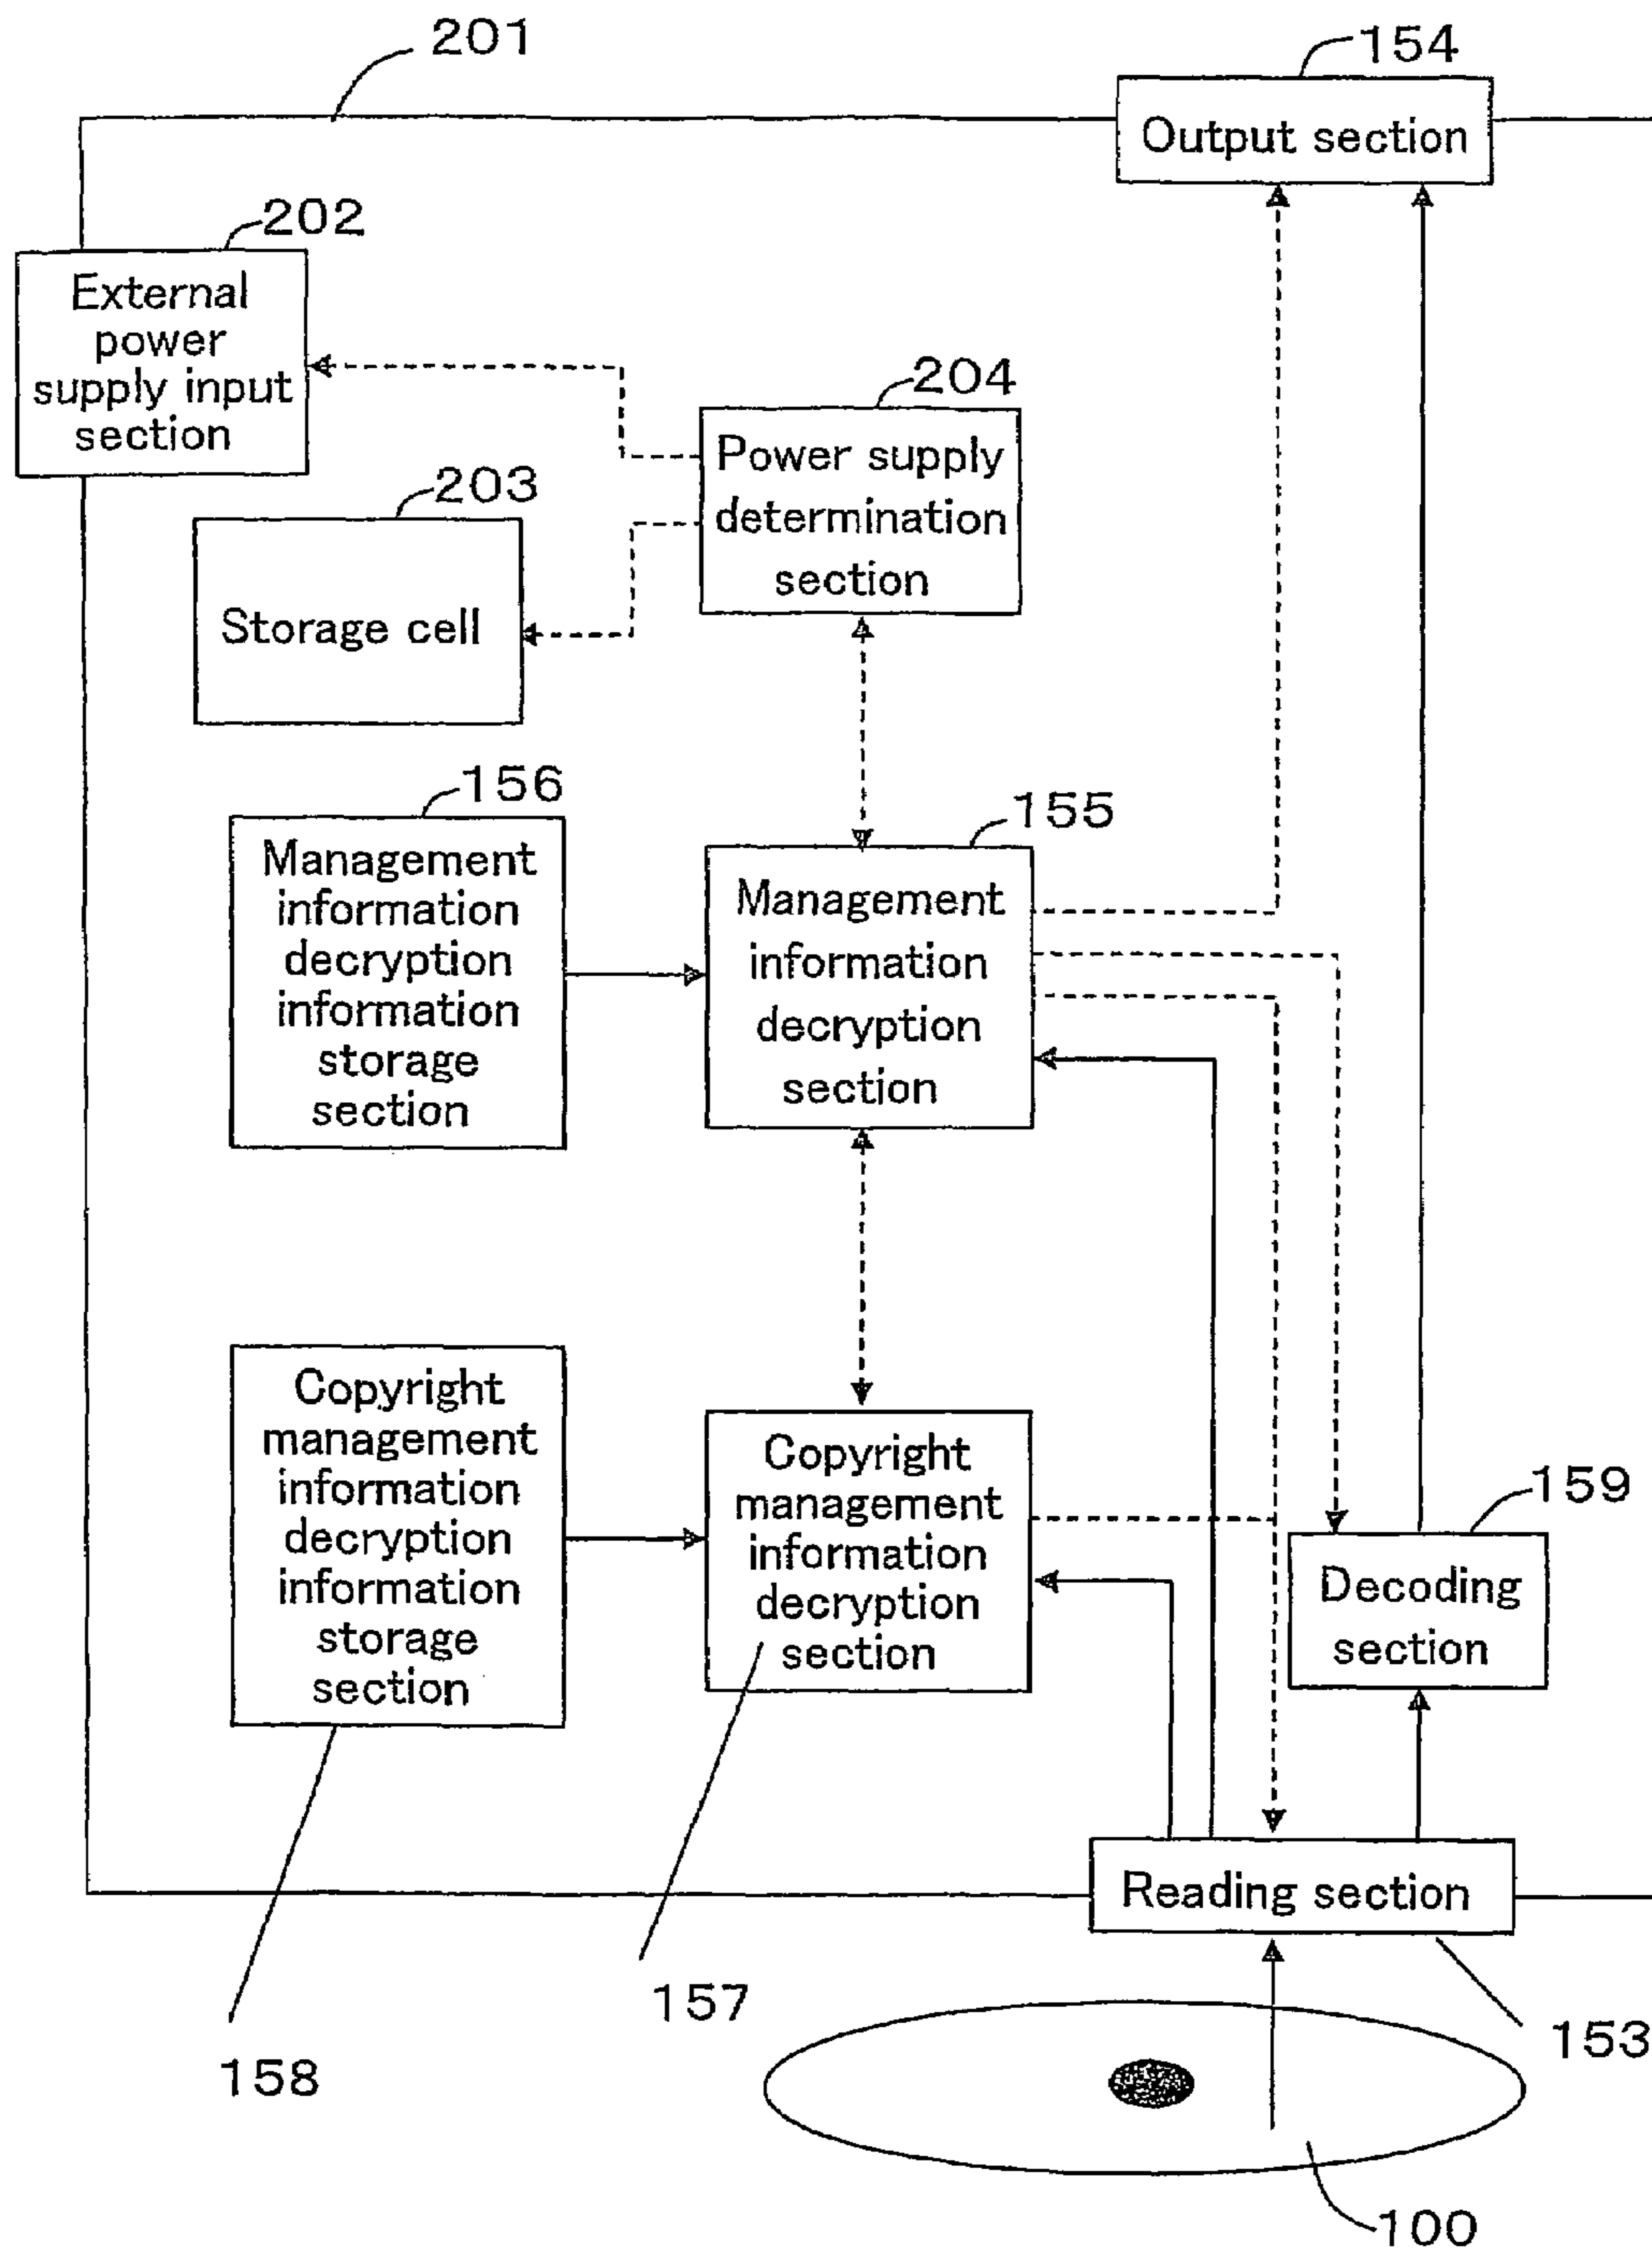 201
154
Output section
202
External
power
supply input
section
204
Power supply
determination
section
203
Storage cell
156
Management
information
decryption
information
storage
section
155
Management
information
decryption
section
Copyright
management
information
decryption
information
storage
section
Copyright
management
information
decryption
section
159
Decoding
section
Reading section
157
153
158
100